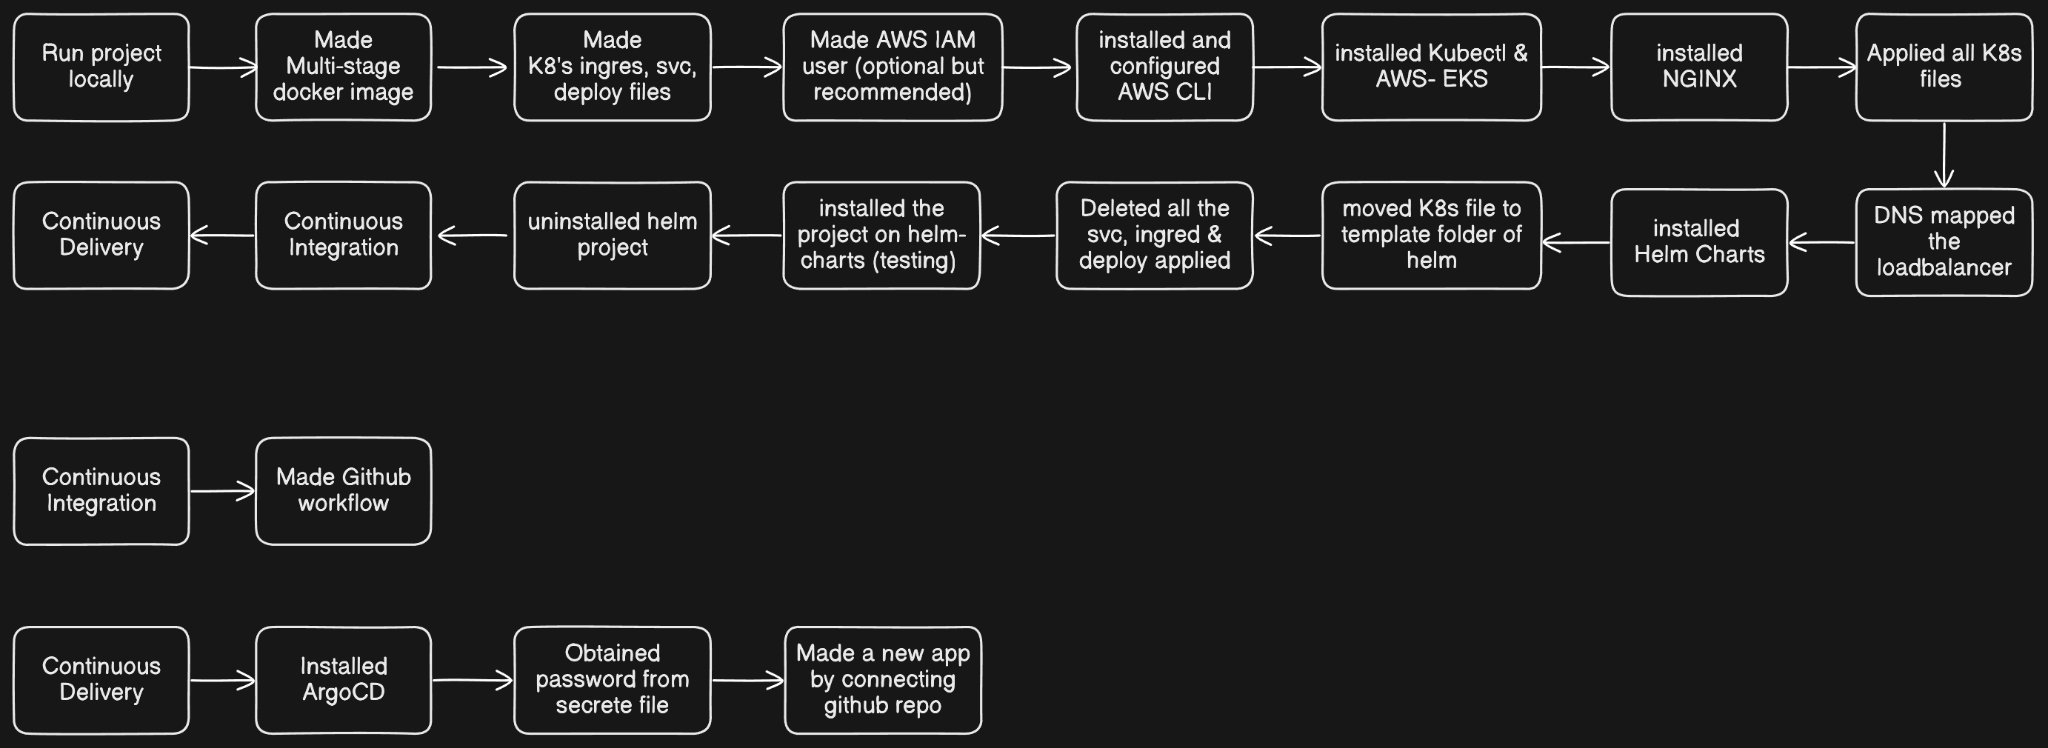 Run project
locally
Made
Multi-stage
docker image
Made
K8's ingres, svc,
deploy files
Made AWS IAM
user (optional but
recommended)
installed and
configured
AWS CLI
installed Kubectl &
AWS- EKS
installed
NGINX
Applied all K8s
files
Continuous
Delivery
Continuous
Integration
uninstalled helm
project
installed the
project on helm-
charts (testing)
Deleted all the
svc, ingred &
deploy applied
moved K8s file to
template folder of
helm
installed
Helm Charts
DNS mapped
the
loadbalancer
Continuous
Integration
Made Github
workflow
Continuous
Delivery
Installed
ArgoCD
Obtained
password from
secrete file
Made a new app
by connecting
github repo